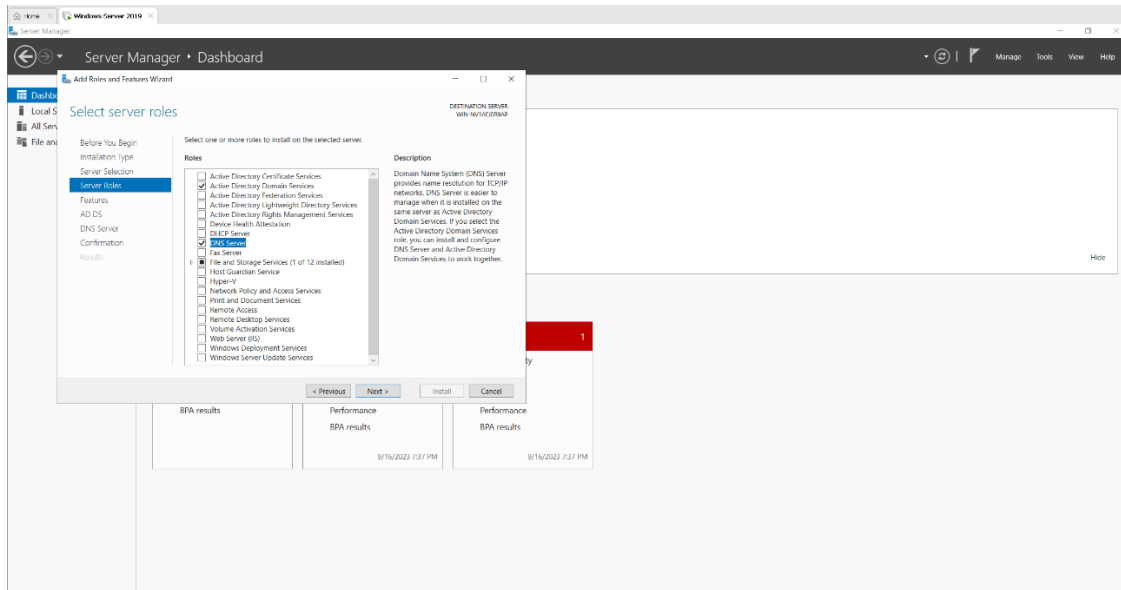 Home
Windows Server 2019
Server Manager
Server Manager • Dashboard
Manage Tools View Help
Add Roles and Features Wizard
Select server roles
DESTINATION SERVER
Before You Begin
Installation Type
Server Selection
Server Roles
Features
AD DS
DNS Server
Confirmation
Results
Select one or more roles to install on the selected server.
Roles
Active Directory Certificate Services
Active Directory Domain Services
Active Directory Federation Services
Active Directory Lightweight Directory Services
Active Directory Rights Management Services
Device Health Attestation
DHCP Server
DNS Server
Fax Server
File and Storage Services (1 of 12 installed)
Host Guardian Service
Hyper-V
Network Policy and Access Services
Print and Document Services
Remote Access
Remote Desktop Services
Volume Activation Services
Web Server (IIS)
Windows Deployment Services
Windows Server Update Services
Description
Domain Name System (DNS) Server
provides name resolution for TCP/IP
networks. DNS Server is easier to
manage when it is installed on the
same server as Active Directory
Domain Services. If you select the
Active Directory Domain Services
role, you can install and configure
DNS Server and Active Directory
Domain Services to work together.
< Previous Next > Install Cancel
Dashb
Local S
All Serv
File and
Hide
1
ty
BPA results
Performance
BPA results
9/16/2023 7:37 PM
Performance
BPA results
9/16/2023 7:37 PM